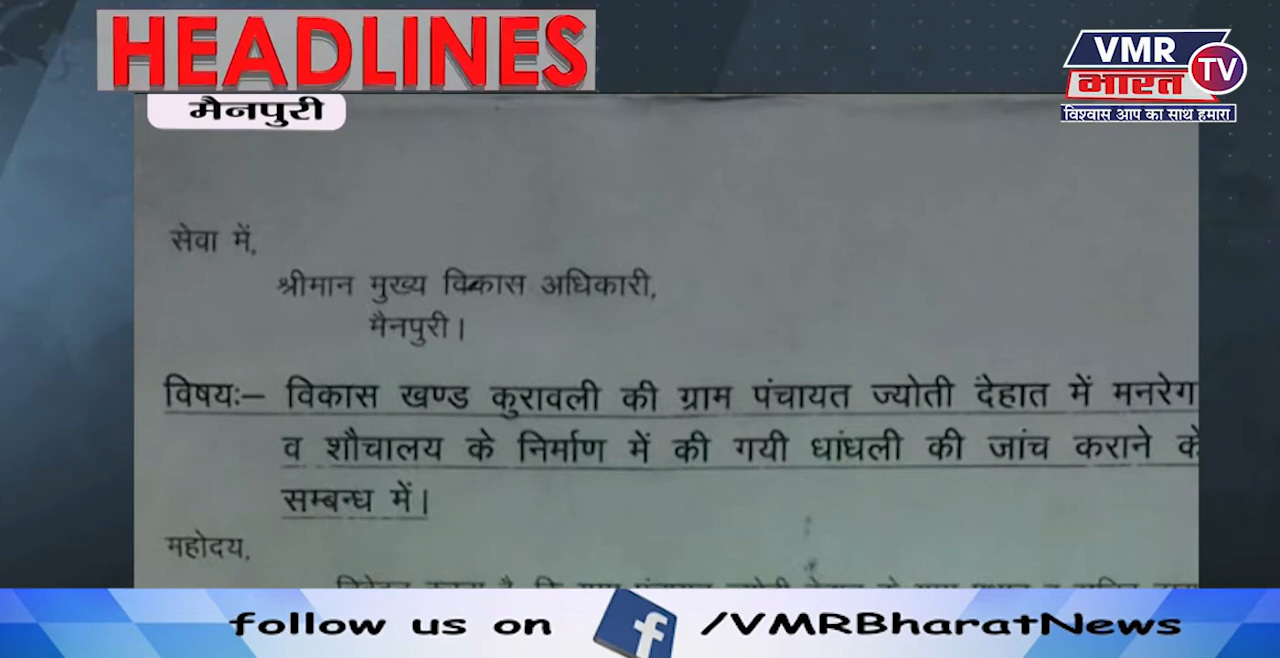 HEADLINES
VMR
भारत
TV
विश्वास आप का साथ हमारा
मैनपुरी
सेवा में,
श्रीमान मुख्य विकास अधिकारी,
मैनपुरी।
विषयः– विकास खण्ड कुरावली की ग्राम पंचायत ज्योती देहात में मनरेग
व शौचालय के निर्माण में की गयी धांधली की जांच कराने के
सम्बन्ध में।
महोदय,
follow us on f /VMRBharatNews